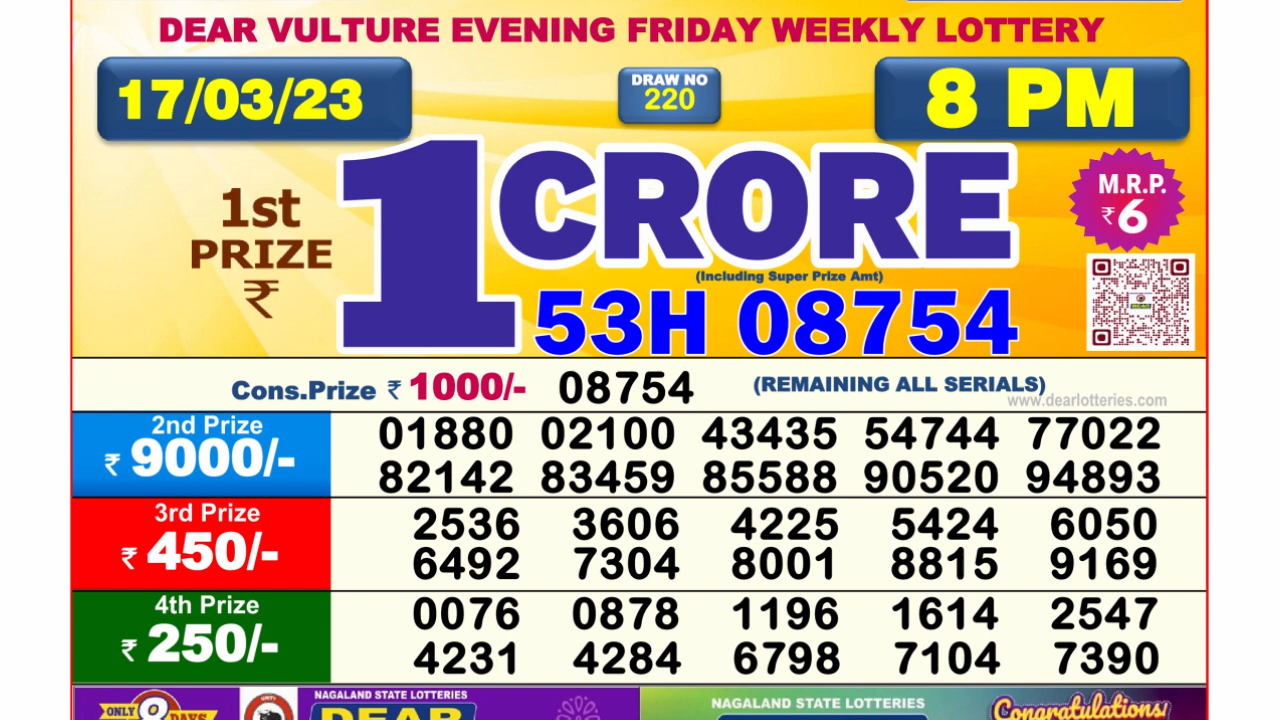 DEAR VULTURE EVENING FRIDAY WEEKLY LOTTERY
17/03/23
DRAW NO
220
8 PM
1st
PRIZE
₹
1 CRORE
(Including Super Prize Amt)
53H 08754
M.R.P.
₹6
Cons.Prize ₹ 1000/- 08754 (REMAINING ALL SERIALS)
www.dearlotteries.com
2nd Prize
₹ 9000/-
01880 02100 43435 54744 77022
82142 83459 85588 90520 94893
3rd Prize
₹ 450/-
2536 3606 4225 5424 6050
6492 7304 8001 8815 9169
4th Prize
₹ 250/-
0076 0878 1196 1614 2547
4231 4284 6798 7104 7390
ONLY 8 DAYS
NAGALAND STATE LOTTERIES
DEAR
NAGALAND STATE LOTTERIES
Congratulations!